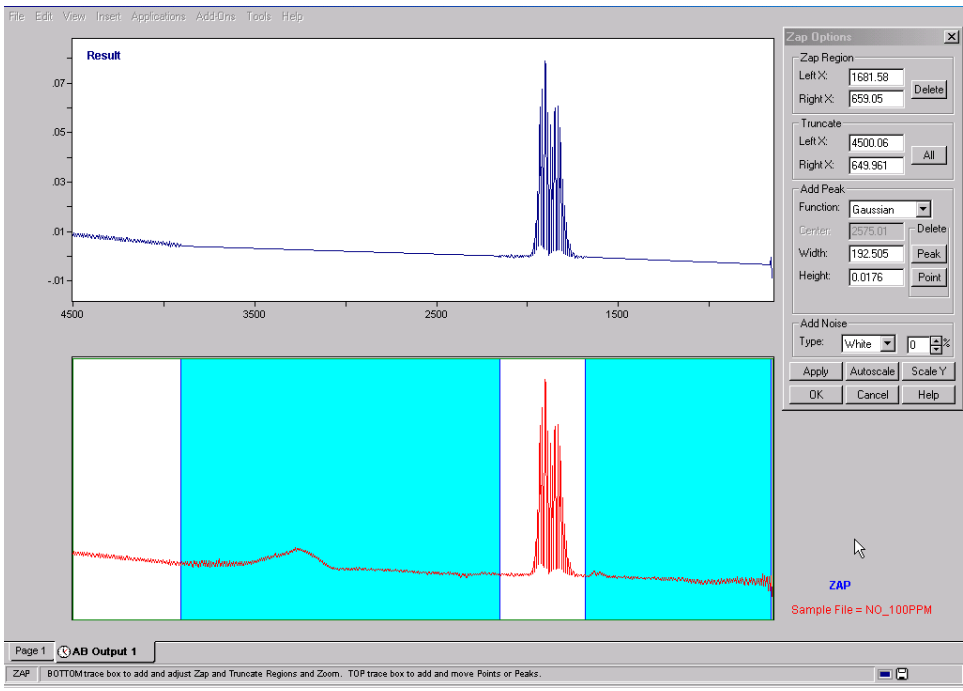 File Edit View Insert Applications Add-Ons Tools Help
Result
.07
.05
.03
.01
-.01
4500 3500 2500 1500
Zap Options
Zap Region
Left X: 1681.58
Right X: 659.05
Delete
Truncate
Left X: 4500.06
Right X: 649.961
All
Add Peak
Function: Gaussian
Center: 2575.01
Delete
Width: 192.505
Peak
Height: 0.0176
Point
Add Noise
Type: White 0 %
Apply Autoscale Scale Y
OK Cancel Help
ZAP
Sample File = NO_100PPM
Page 1 AB Output 1
ZAP BOTTOM trace box to add and adjust Zap and Truncate Regions and Zoom. TOP trace box to add and move Points or Peaks.